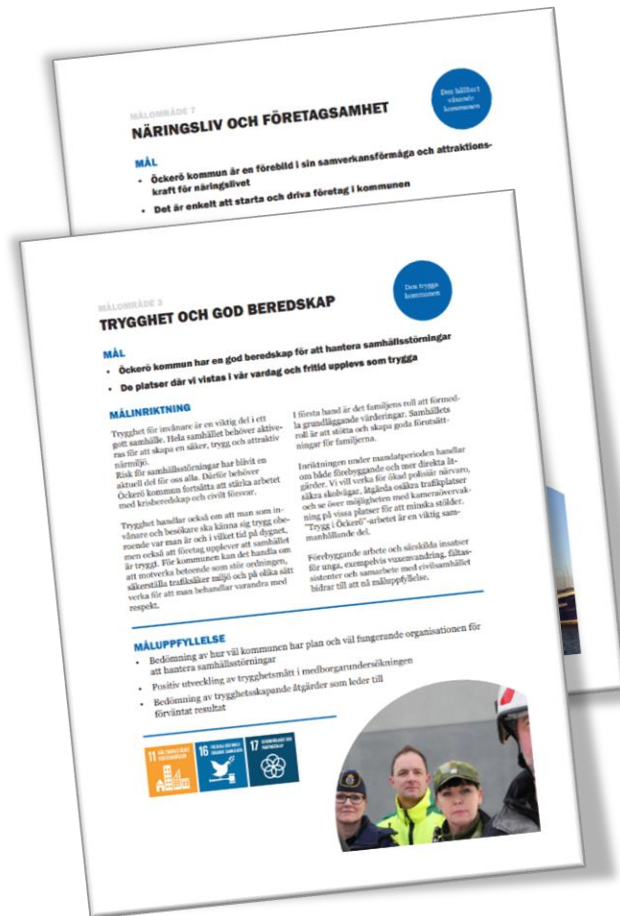 MÅLOMRÅDE 7
NÄRINGSLIV OCH FÖRETAGSAMHET
Den hållbart
växande
kommunen
MÅL
• Öckerö kommun är en förebild i sin samverkansförmåga och attraktions-
kraft för näringslivet
• Det är enkelt att starta och driva företag i kommunen
MÅLOMRÅDE 3
TRYGGHET OCH GOD BEREDSKAP
Den trygga
kommunen
MÅL
• Öckerö kommun har en god beredskap för att hantera samhällsstörningar
• De platser där vi vistas i vår vardag och fritid upplevs som trygga
MÅLINRIKTNING
Trygghet för invånare är en viktig del i ett
gott samhälle. Hela samhället behöver aktive-
ras för att skapa en säker, trygg och attraktiv
närmiljö.
Risk för samhällsstörningar har blivit en
aktuell del för oss alla. Därför behöver
Öckerö kommun fortsätta att stärka arbetet
med krisberedskap och civilt försvar.
Trygghet handlar också om att man som in-
vånare och besökare ska känna sig trygg obe-
roende var man är och i vilket tid på dygnet,
men också att företag upplever att samhället
är tryggt. För kommunen kan det handla om
att motverka beteende som stör ordningen,
säkerställa trafiksäker miljö och på olika sätt
verka för att man behandlar varandra med
respekt.
I första hand är det familjens roll att förmed-
la grundläggande värderingar. Samhällets
roll är att stötta och skapa goda förutsätt-
ningar för familjerna.
Inriktningen under mandatperioden handlar
om både förebyggande och mer direkta åt-
gärder. Vi vill verka för ökad polisiär närvaro,
säkra skolvägar, åtgärda osäkra trafikplatser
och se över möjligheten med kameraövervak-
ning på vissa platser för att minska stölder.
"Trygg i Öckerö"-arbetet är en viktig sam-
manhållande del.
Förebyggande arbete och särskilda insatser
för unga, exempelvis vuxenvandring, fältas-
sistenter och samarbete med civilsamhället
bidrar till att nå måluppfyllelse.
MÅLUPPFYLLELSE
• Bedömning av hur väl kommunen har plan och väl fungerande organisationen för
att hantera samhällsstörningar
• Positiv utveckling av trygghetsmått i medborgarundersökningen
• Bedömning av trygghetsskapande åtgärder som leder till
förväntat resultat
11 HÅLLBARA STÄDER
OCH SAMHÄLLEN
16 FREDLIGA OCH INKLU-
DERANDE SAMHÄLLEN
17 GENOMFÖRANDE OCH
PARTNERSKAP